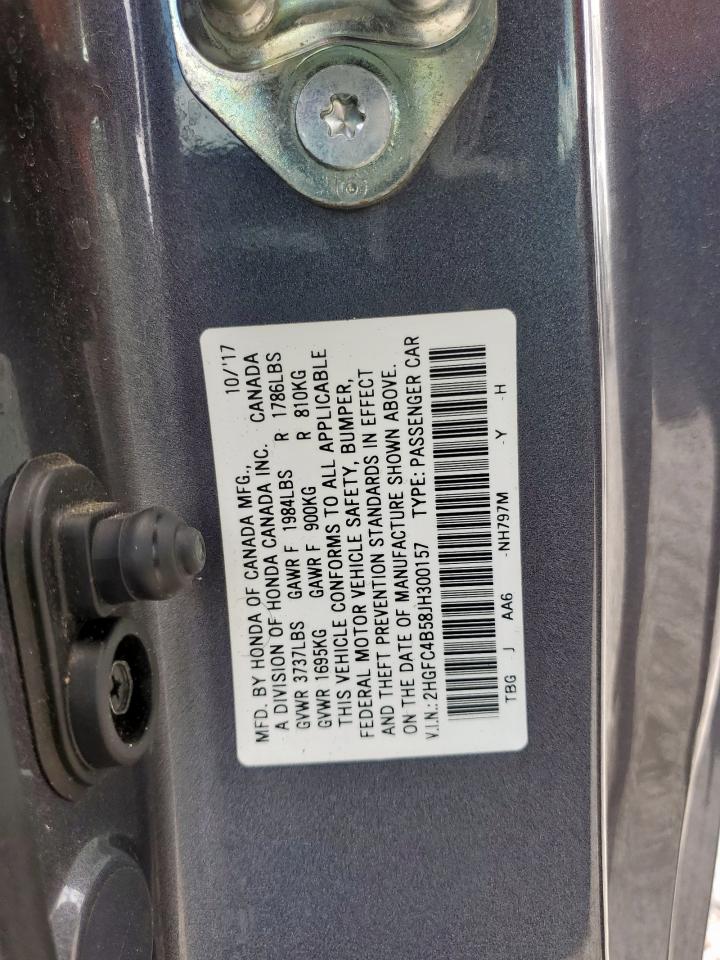 MFD. BY HONDA OF CANADA MFG., 10/'17
A DIVISION OF HONDA CANADA INC. CANADA
GVWR 3737LBS GAWR F 1984LBS R 1786LBS
GVWR 1695KG GAWR F 900KG R 810KG
THIS VEHICLE CONFORMS TO ALL APPLICABLE
FEDERAL MOTOR VEHICLE SAFETY, BUMPER,
AND THEFT PREVENTION STANDARDS IN EFFECT
ON THE DATE OF MANUFACTURE SHOWN ABOVE.
V.I.N.: 2HGFC4B58JH300157 TYPE: PASSENGER CAR
TBG J AA6 -NH797M -Y -H